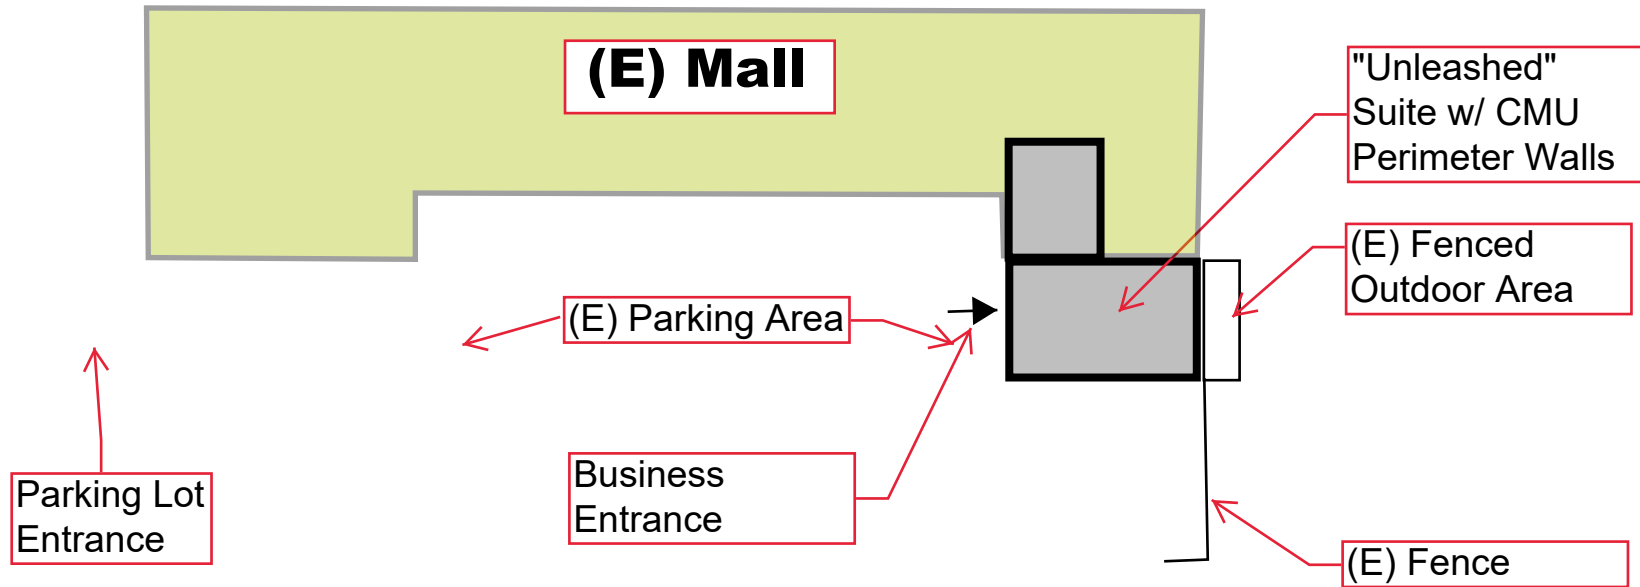 (E) Mall
"Unleashed"
Suite w/ CMU
Perimeter Walls
(E) Fenced
Outdoor Area
(E) Parking Area
Business
Entrance
Parking Lot
Entrance
(E) Fence